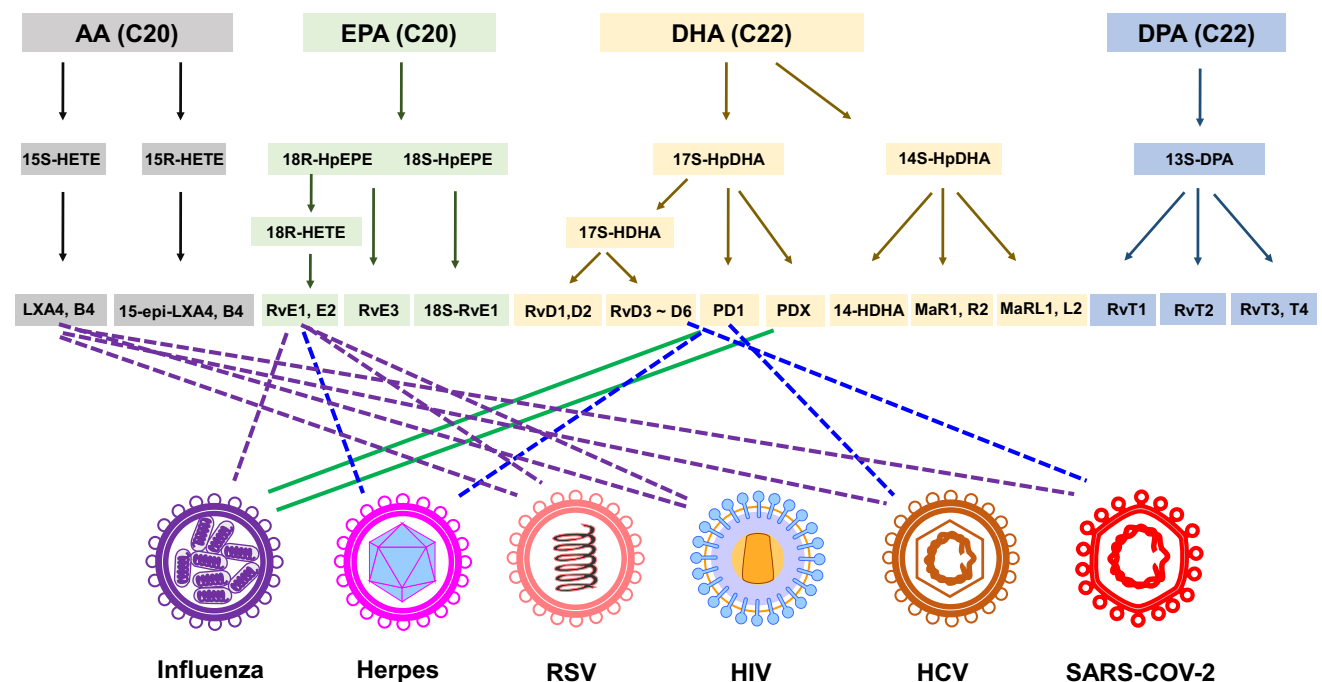 AA (C20)
EPA (C20)
DHA (C22)
DPA (C22)
15S-HETE
15R-HETE
18R-HpEPE
18S-HpEPE
17S-HpDHA
14S-HpDHA
13S-DPA
18R-HETE
17S-HDHA
LXA4, B4
15-epi-LXA4, B4
RvE1, E2
RvE3
18S-RvE1
RvD1,D2
RvD3 ~ D6
PD1
PDX
14-HDHA
MaR1, R2
MaRL1, L2
RvT1
RvT2
RvT3, T4
Influenza
Herpes
RSV
HIV
HCV
SARS-COV-2